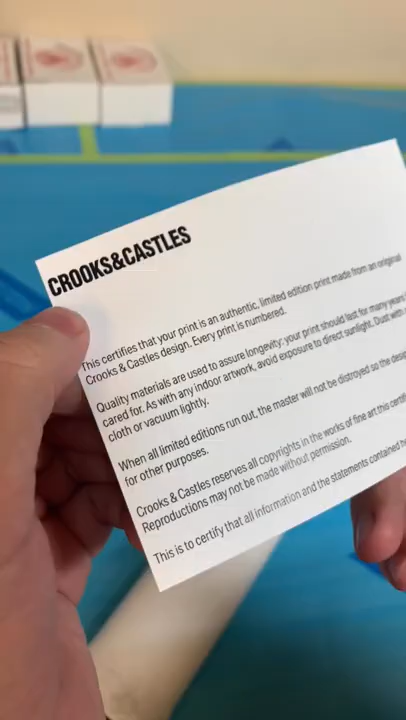 CROOKS&CASTLES
This certifies that your print is an authentic, limited edition print made from an original
Crooks & Castles design. Every print is numbered.
Quality materials are used to assure longevity: your print should last for many years
cared for. As with any indoor artwork, avoid exposure to direct sunlight. Dust with
cloth or vacuum lightly.
When all limited editions run out, the master will not be distroyed so the
for other purposes.
Crooks & Castles reserves all copyrights in the works of fine art this
Reproductions may not be made without permission.
This is to certify that all information and the statements contained